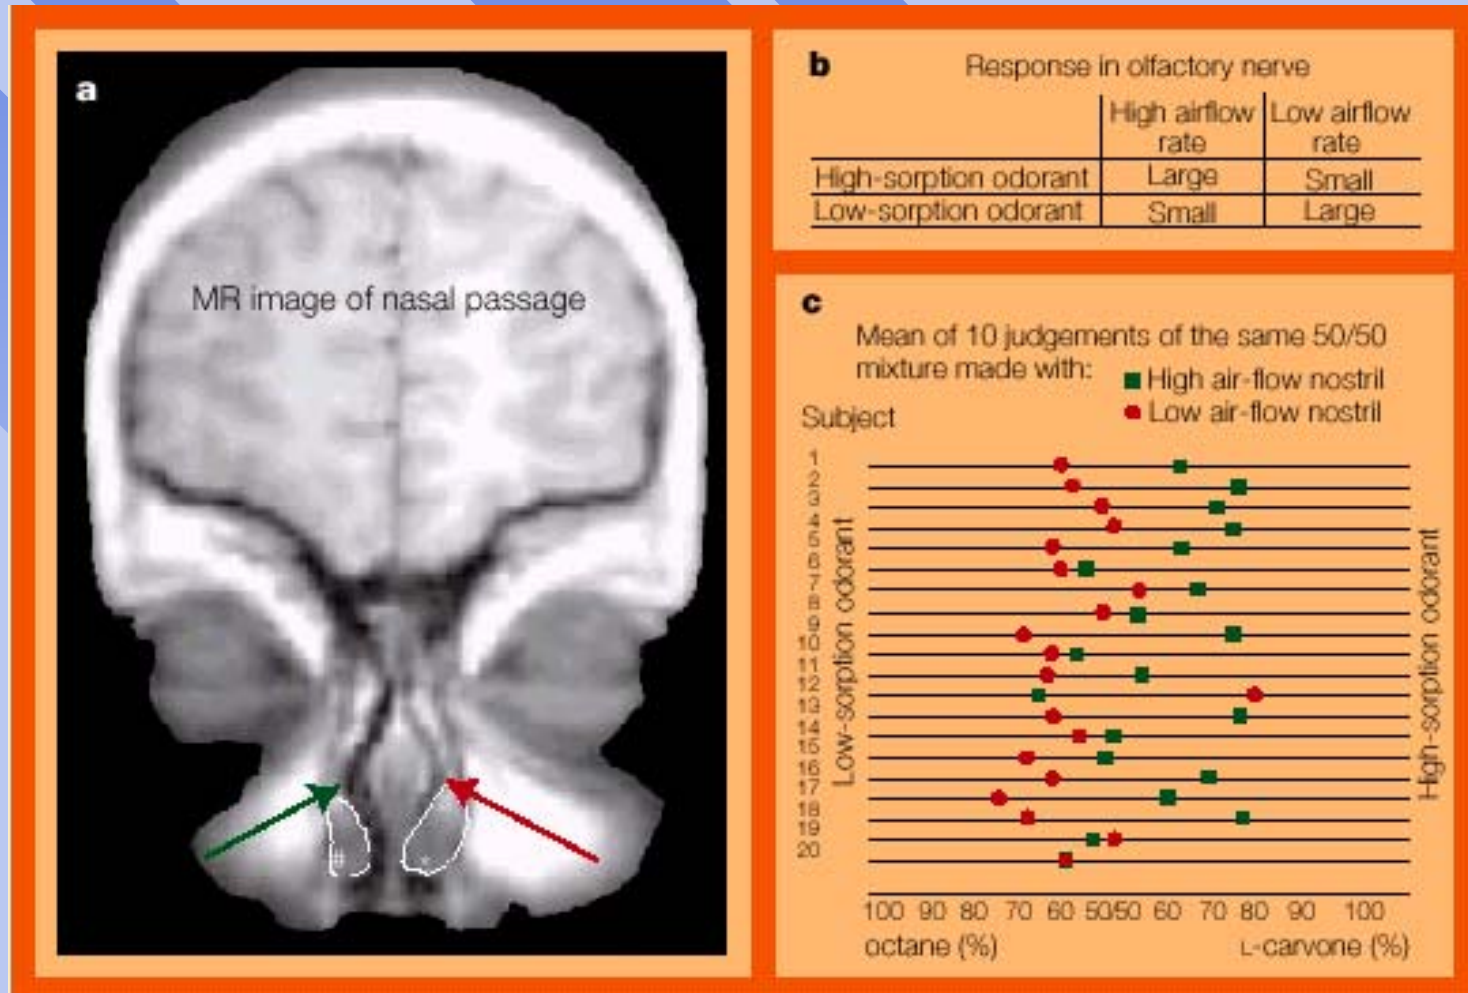 a
MR image of nasal passage
b
Response in olfactory nerve
High airflow rate
Low airflow rate
High-sorption odorant Large Small
Low-sorption odorant Small Large
c
Mean of 10 judgements of the same 50/50
mixture made with:
High air-flow nostril
Low air-flow nostril
Subject
1
2
3
4
5
6
7
8
9
10
11
12
13
14
15
16
17
18
19
20
Low-sorption odorant
High-sorption odorant
100 90 80 70 60 50/50 60 70 80 90 100
octane (%) L-carvone (%)